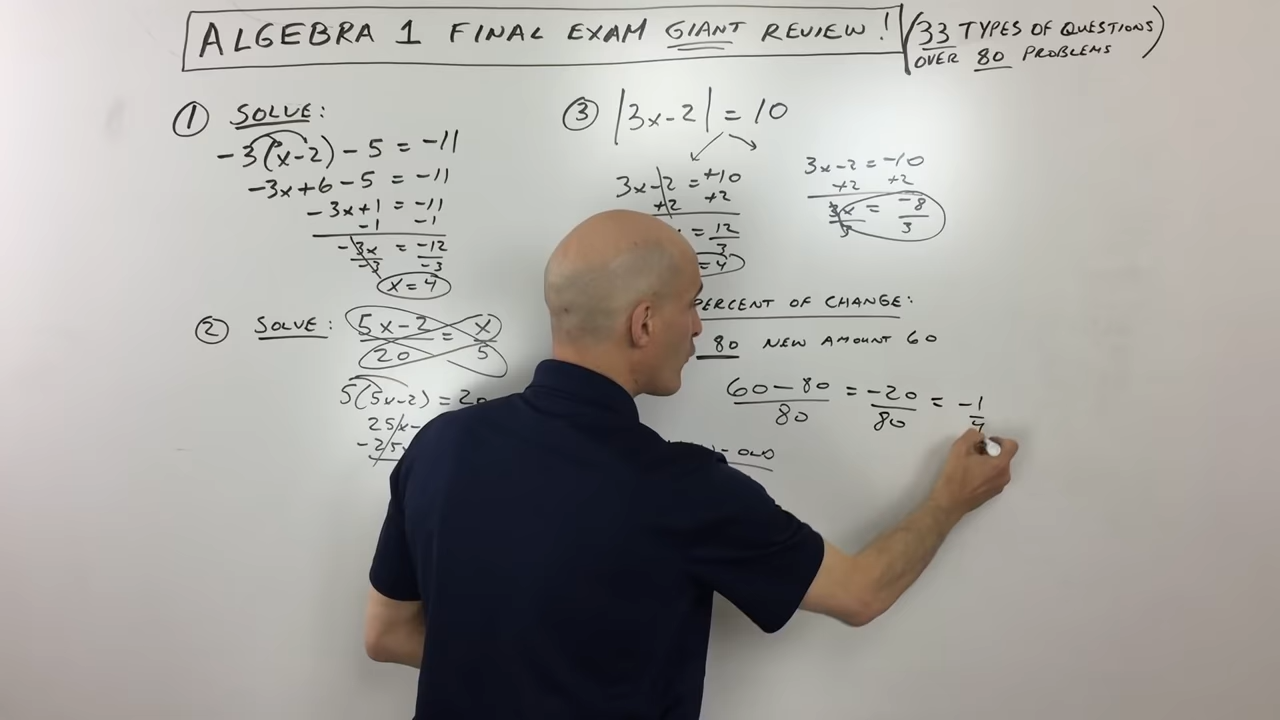 ALGEBRA 1 FINAL EXAM GIANT REVIEW! (33 TYPES OF QUESTIONS
OVER 80 PROBLEMS)
① SOLVE:
-3(x-2)-5 = -11
-3x+6-5 = -11
-3x+1 = -11
-1 -1
-3x/-3 = -12/-3
x=4
② SOLVE: 5x-2/20 = x/5
5(5x-2) = 20
25x-
-25
③ |3x-2| = 10
3x-2 = +10
+2 +2
= 12/3
=4
3x-2 = -10
+2 +2
3x/3 = -8/3
PERCENT OF CHANGE:
80 NEW AMOUNT 60
60-80/80 = -20/80 = -1/4
- OLD